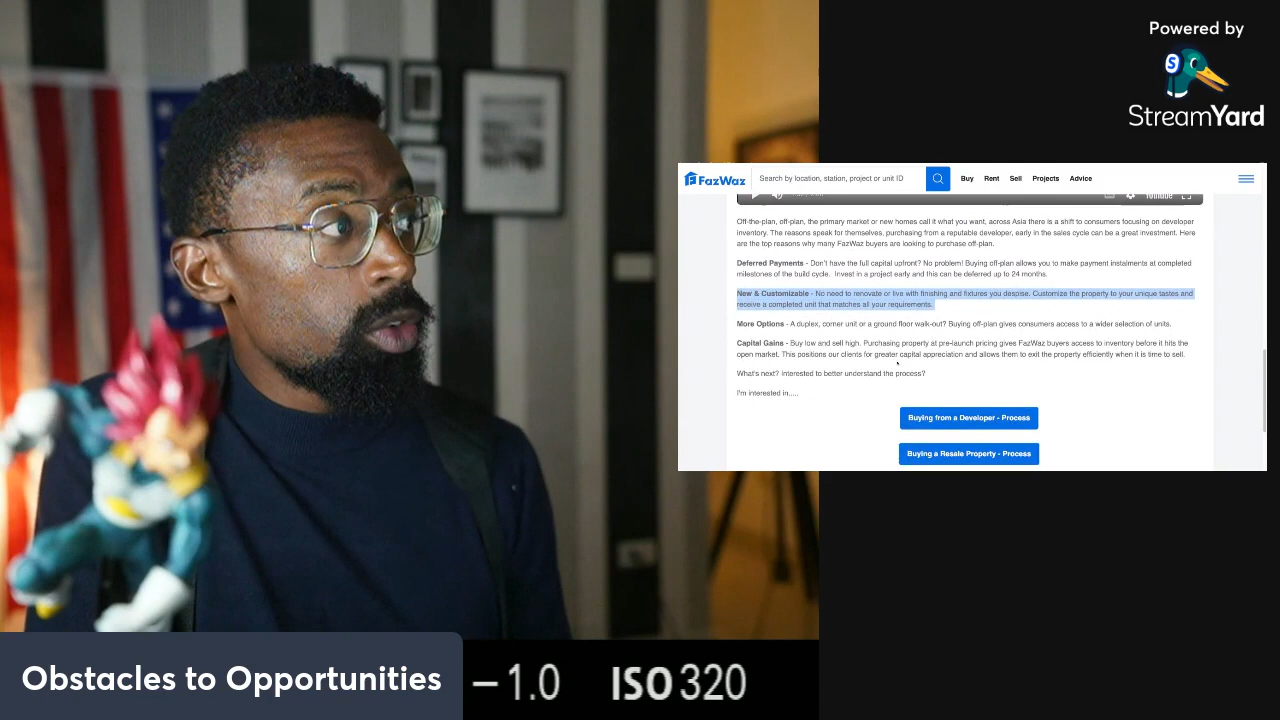 Powered by
StreamYard
FazWaz
Search by location, station, project or unit ID
Buy Rent Sell Projects Advice
YouTube
Off-the-plan, off-plan, the primary market or new homes call it what you want, across Asia there is a shift to consumers focusing on developer
inventory. The reasons speak for themselves, purchasing from a reputable developer, early in the sales cycle can be a great investment. Here
are the top reasons why many FazWaz buyers are looking to purchase off-plan.
Deferred Payments - Don't have the full capital upfront? No problem! Buying off-plan allows you to make payment instalments at completed
milestones of the build cycle. Invest in a project early and this can be deferred up to 24 months.
New & Customizable - No need to renovate or live with finishing and fixtures you despise. Customize the property to your unique tastes and
receive a completed unit that matches all your requirements.
More Options - A duplex, corner unit or a ground floor walk-out? Buying off-plan gives consumers access to a wider selection of units.
Capital Gains - Buy low and sell high. Purchasing property at pre-launch pricing gives FazWaz buyers access to inventory before it hits the
open market. This positions our clients for greater capital appreciation and allows them to exit the property efficiently when it is time to sell.
What's next? Interested to better understand the process?
I'm interested in.....
Buying from a Developer - Process
Buying a Resale Property - Process
Obstacles to Opportunities
– 1.0 ISO 320